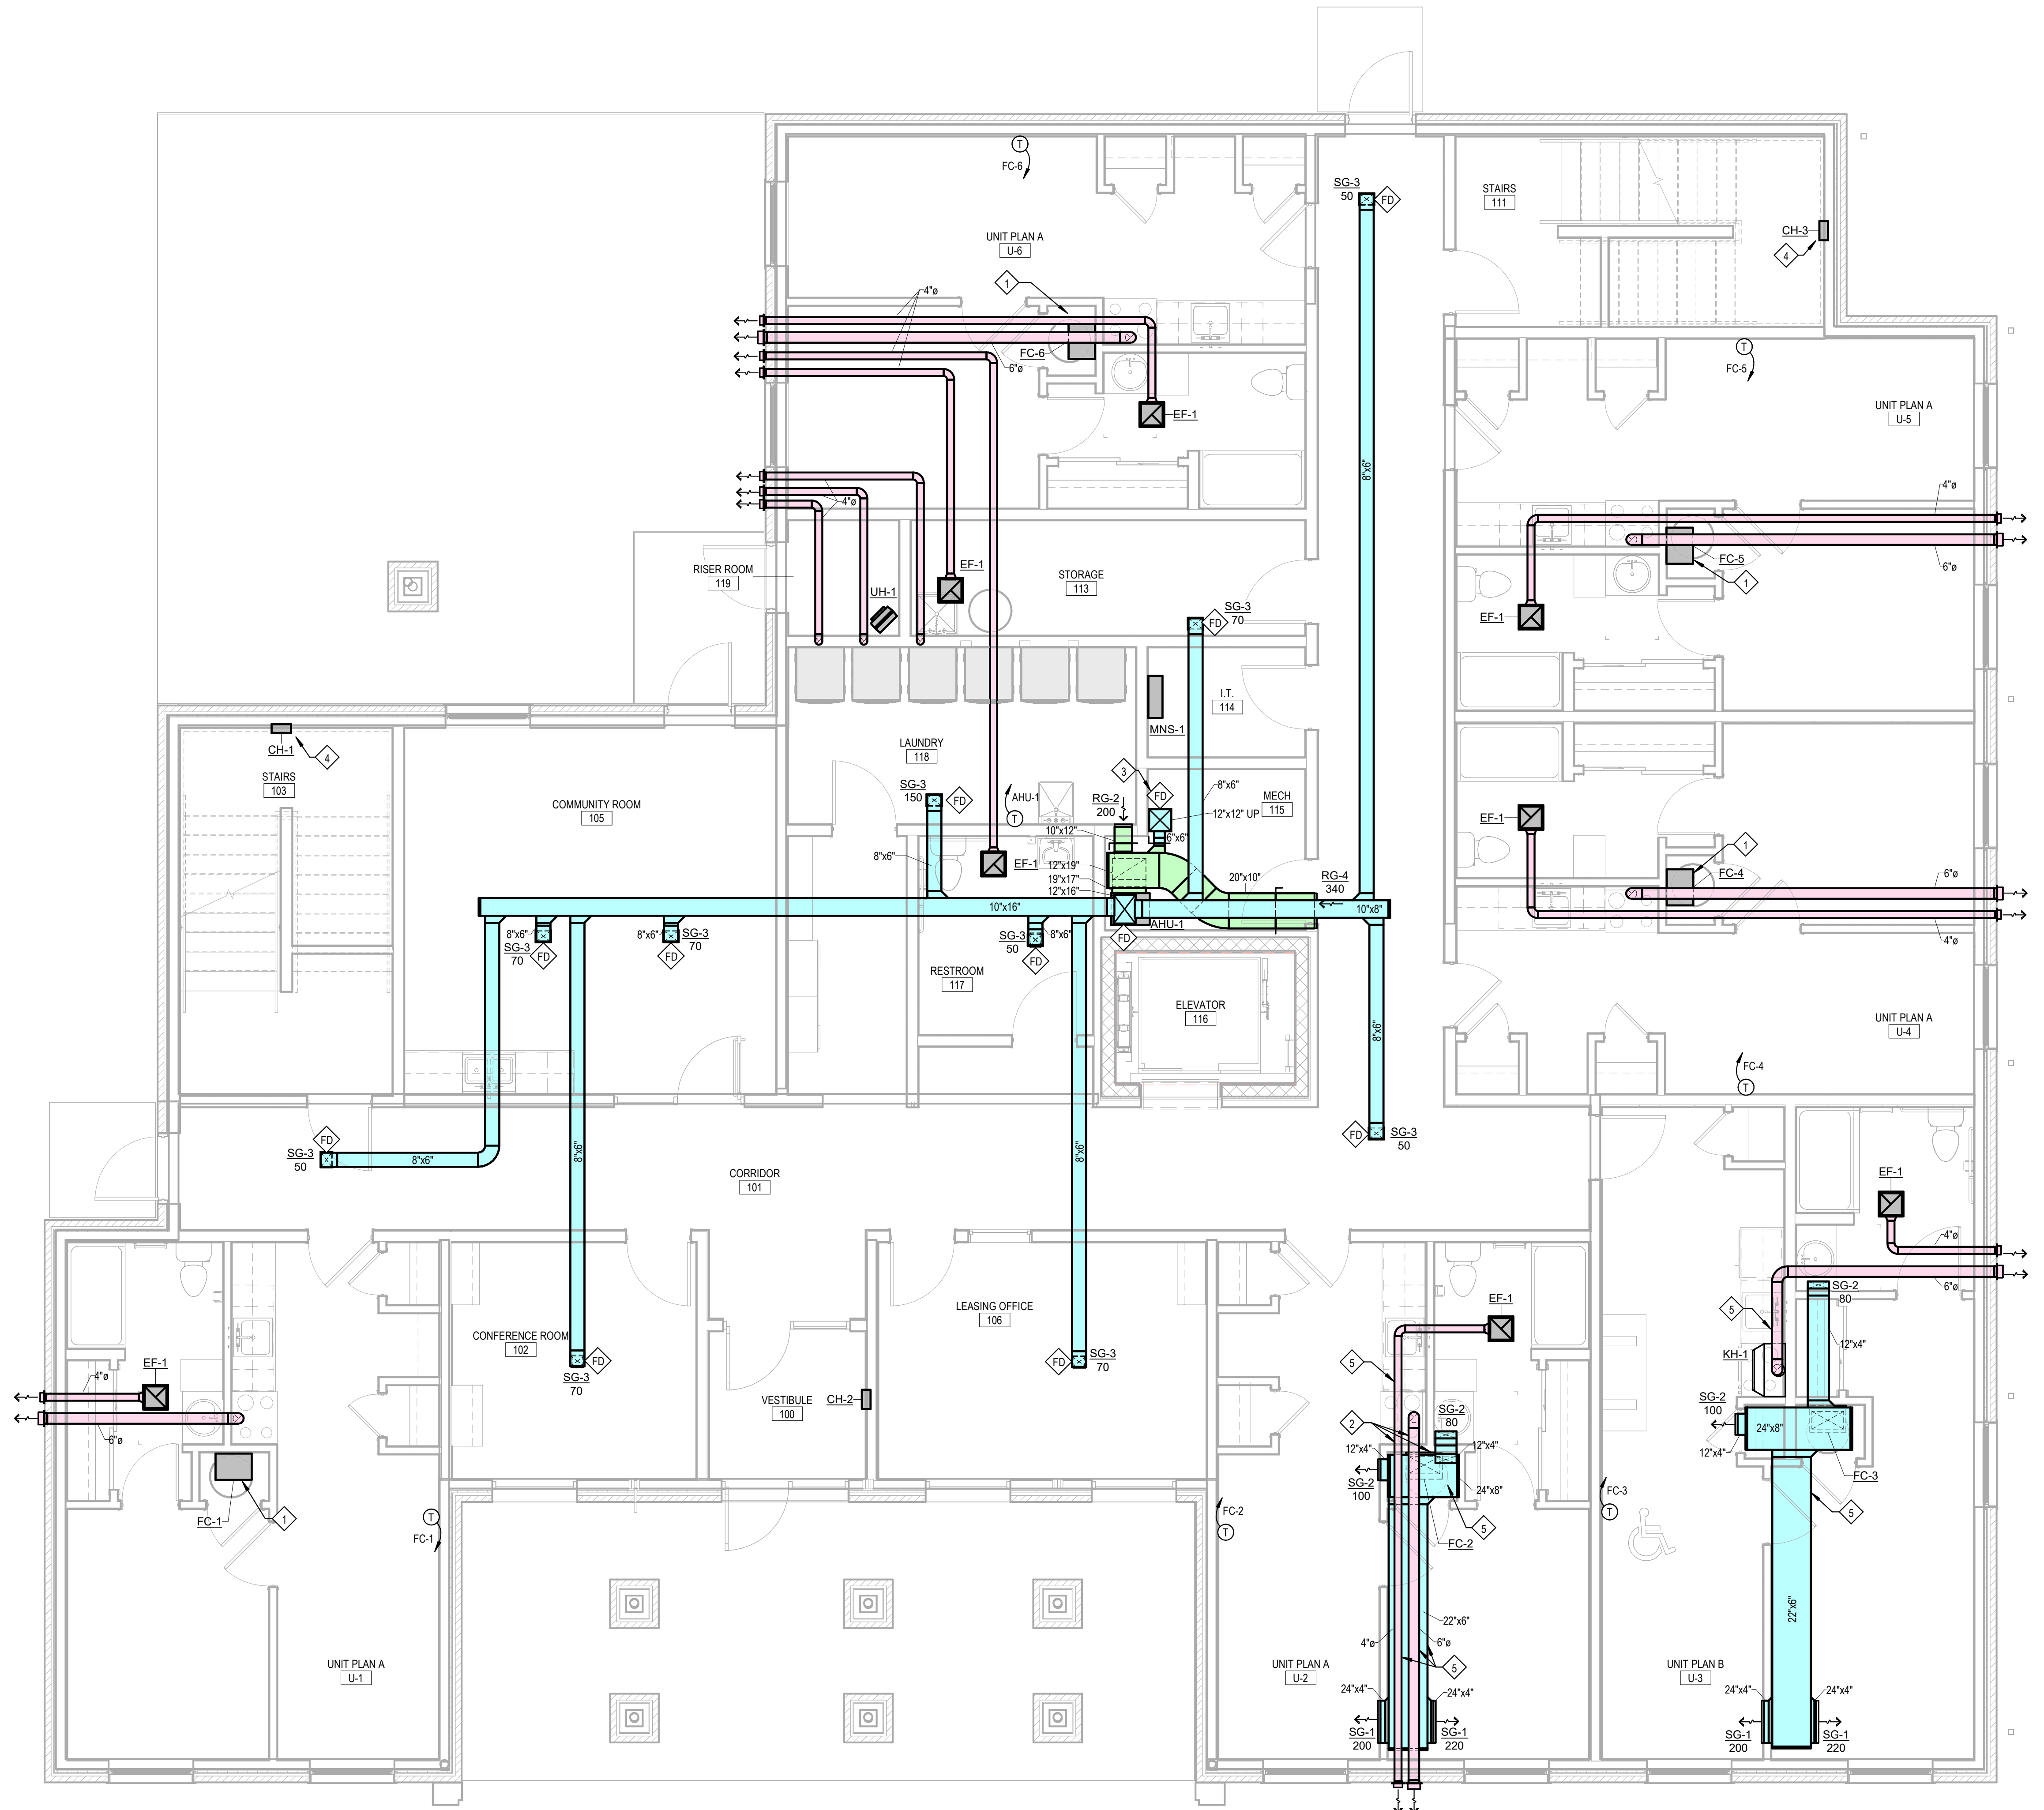 FC-6
T
SG-3
50
FD
STAIRS
111
CH-3
4
UNIT PLAN A
U-6
1
4"ø
FC-6
6"ø
EF-1
T
FC-5
UNIT PLAN A
U-5
4"ø
6"ø
FC-5
1
EF-1
8"x6"
4"ø
RISER ROOM
119
UH-1
EF-1
STORAGE
113
SG-3
70
FD
I.T.
114
MNS-1
CH-1
4
STAIRS
103
COMMUNITY ROOM
105
LAUNDRY
118
SG-3
150
FD
AHU-1
T
3
FD
RG-2
200
8"x6"
MECH
115
12"x12" UP
10"x12"
6"x6"
EF-1
8"x6"
EF-1
12"x19"
19"x17"
12"x16"
20"x10"
RG-4
340
10"x16"
10"x8"
AHU-1
FD
1
FC-4
6"ø
4"ø
8"x6"
SG-3
70
FD
8"x6"
SG-3
70
FD
SG-3
50
8"x6"
FD
RESTROOM
117
ELEVATOR
116
8"x6"
UNIT PLAN A
U-4
FC-4
T
FD
SG-3
50
FD
SG-3
50
8"x6"
8"x6"
8"x6"
CORRIDOR
101
EF-1
4"ø
6"ø
SG-2
80
5
12"x4"
KH-1
SG-2
100
24"x8"
12"x4"
FC-3
5
FC-3
T
22"x6"
CONFERENCE ROOM
102
FD
SG-3
70
LEASING OFFICE
106
FD
SG-3
70
VESTIBULE
100
CH-2
EF-1
4"ø
6"ø
FC-1
1
T
FC-1
UNIT PLAN A
U-1
EF-1
5
2
SG-2
80
12"x4"
12"x4"
SG-2
100
24"x8"
5
FC-2
FC-2
T
22"x6"
4"ø
6"ø
5
UNIT PLAN A
U-2
24"x4"
24"x4"
SG-1
200
SG-1
220
UNIT PLAN B
U-3
24"x4"
24"x4"
SG-1
200
SG-1
220